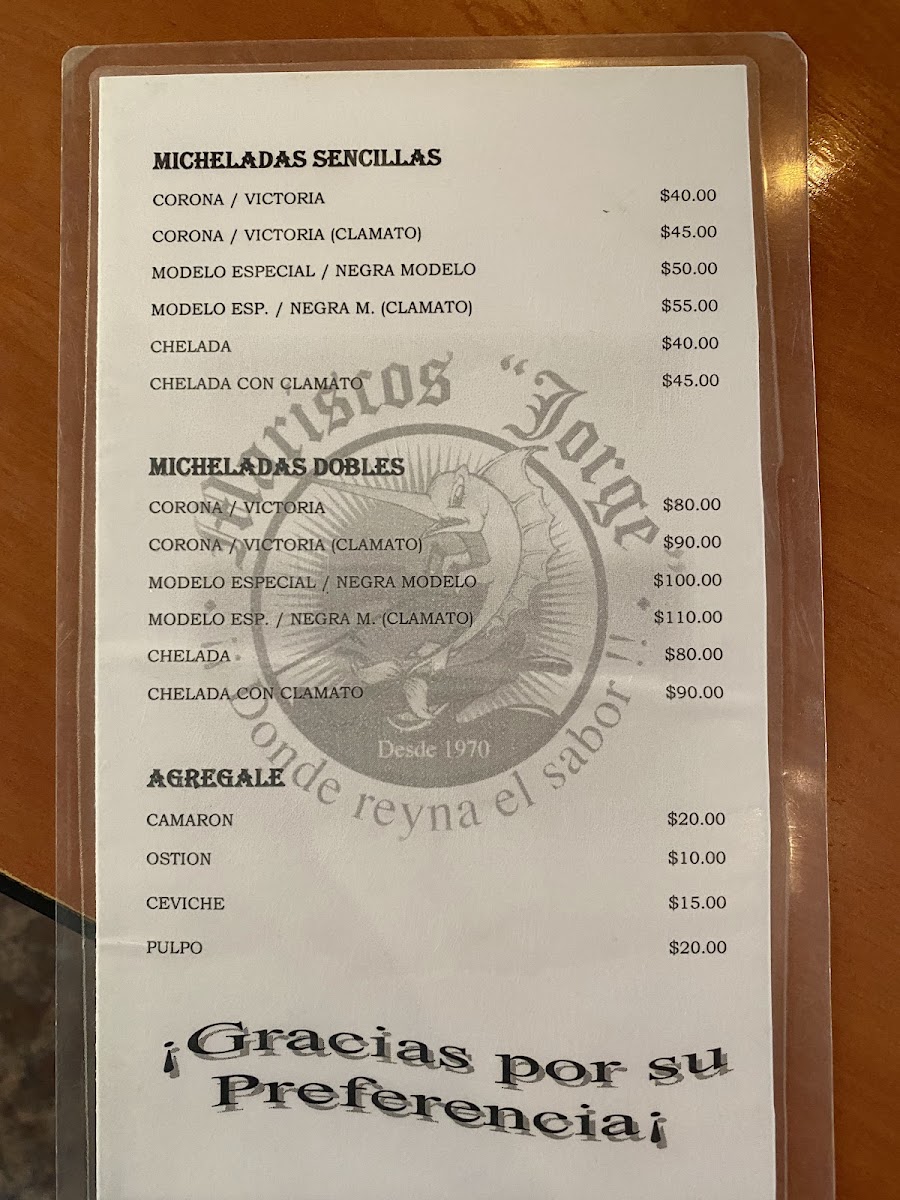 MICHELADAS SENCILLAS
CORONA / VICTORIA $40.00
CORONA / VICTORIA (CLAMATO) $45.00
MODELO ESPECIAL / NEGRA MODELO $50.00
MODELO ESP. / NEGRA M. (CLAMATO) $55.00
CHELADA $40.00
CHELADA CON CLAMATO $45.00
Mariscos "Jorge"
MICHELADAS DOBLES
CORONA / VICTORIA $80.00
CORONA / VICTORIA (CLAMATO) $90.00
MODELO ESPECIAL / NEGRA MODELO $100.00
MODELO ESP. / NEGRA M. (CLAMATO) $110.00
CHELADA $80.00
CHELADA CON CLAMATO $90.00
Desde 1970
¡¡ Donde reyna el sabor !!
AGREGALE
CAMARON $20.00
OSTION $10.00
CEVICHE $15.00
PULPO $20.00
¡Gracias por su
Preferencia¡